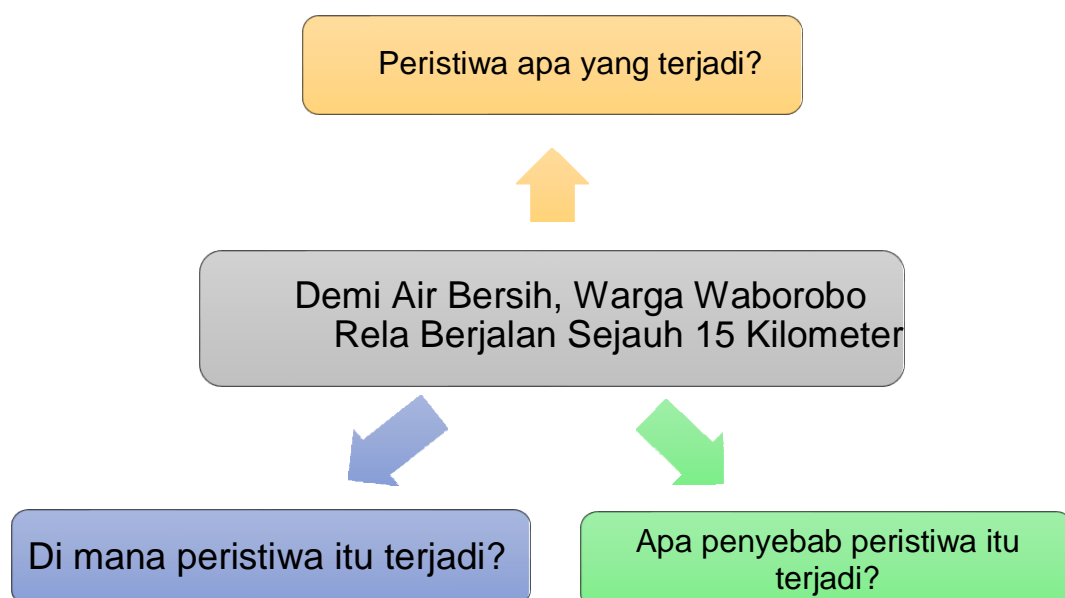 Peristiwa apa yang terjadi?
Demi Air Bersih, Warga Waborobo
Rela Berjalan Sejauh 15 Kilometer
Di mana peristiwa itu terjadi?
Apa penyebab peristiwa itu
terjadi?